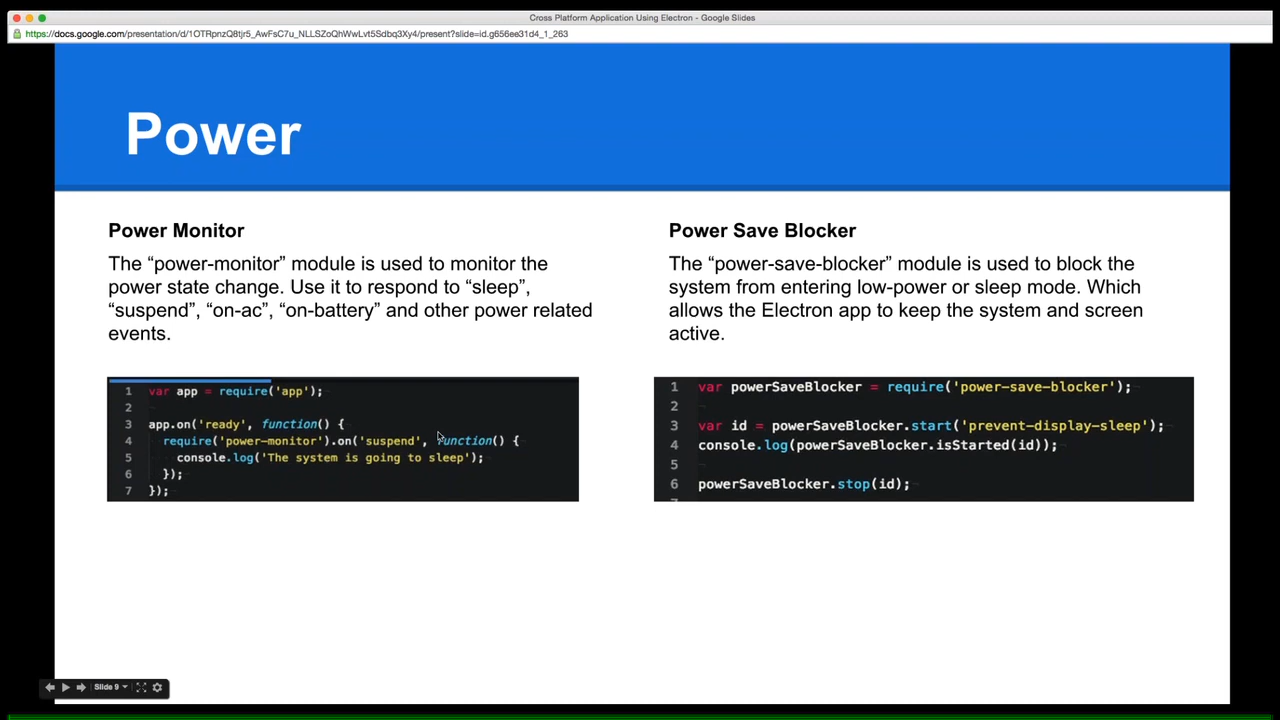 Cross Platform Application Using Electron - Google Slides
https://docs.google.com/presentation/d/1OTRpnzQ8tjr5_AwFsC7u_NLLSZoQhWwLvt5Sdbq3Xy4/present?slide=id.g656ee31d4_1_263
Power
Power Monitor
The “power-monitor” module is used to monitor the
power state change. Use it to respond to “sleep”,
“suspend”, “on-ac”, “on-battery” and other power related
events.
1 var app = require('app');
2
3 app.on('ready', function() {
4 require('power-monitor').on('suspend', function() {
5 console.log('The system is going to sleep');
6 });
7 });
Power Save Blocker
The “power-save-blocker” module is used to block the
system from entering low-power or sleep mode. Which
allows the Electron app to keep the system and screen
active.
1 var powerSaveBlocker = require('power-save-blocker');
2
3 var id = powerSaveBlocker.start('prevent-display-sleep');
4 console.log(powerSaveBlocker.isStarted(id));
5
6 powerSaveBlocker.stop(id);
Slide 9